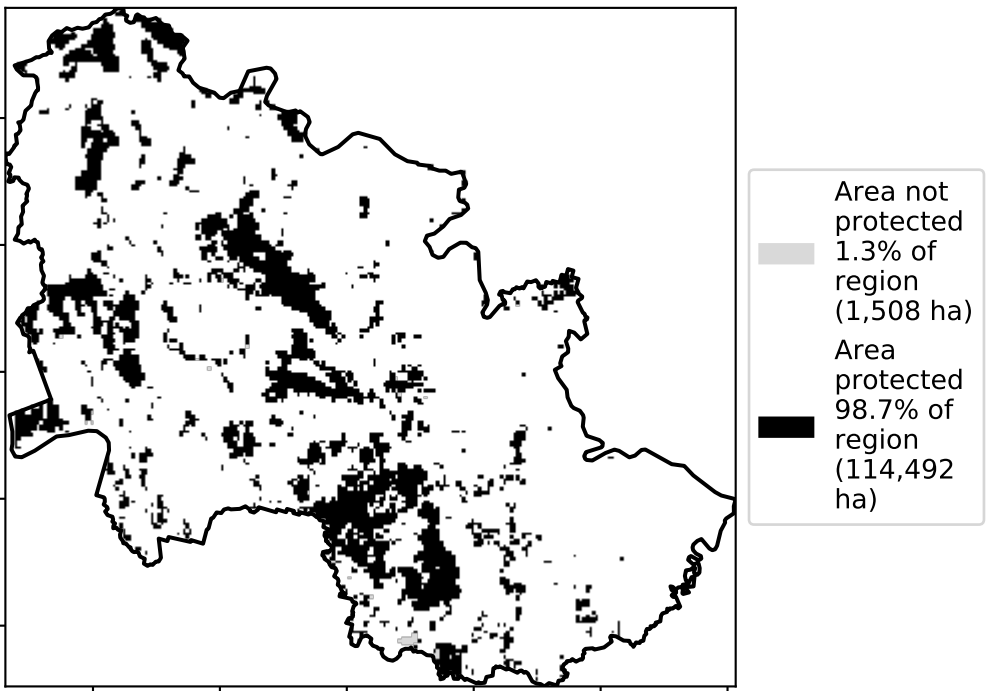 Area not
protected
1.3% of
region
(1,508 ha)
Area
protected
98.7% of
region
(114,492
ha)